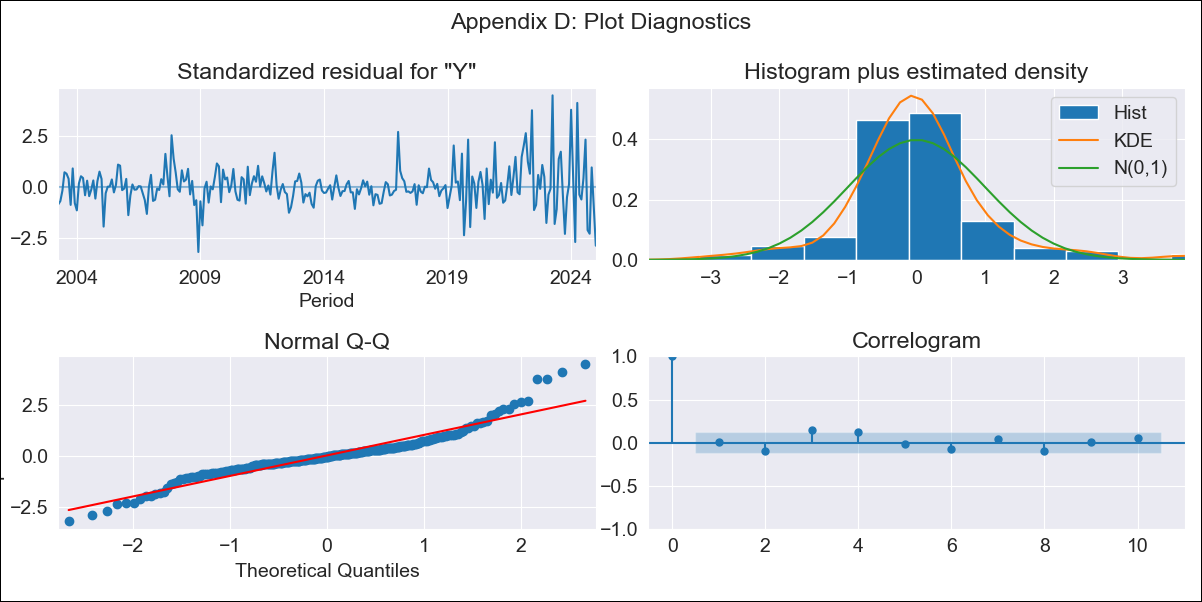 Appendix D: Plot Diagnostics
Standardized residual for "Y"
2.5
0.0
−2.5
2004 2009 2014 2019 2024
Period
Histogram plus estimated density
Hist
KDE
N(0,1)
0.4
0.2
0.0
−3 −2 −1 0 1 2 3
Normal Q-Q
2.5
0.0
−2.5
−2 −1 0 1 2
Theoretical Quantiles
Correlogram
1.0
0.5
0.0
−0.5
−1.0
0 2 4 6 8 10